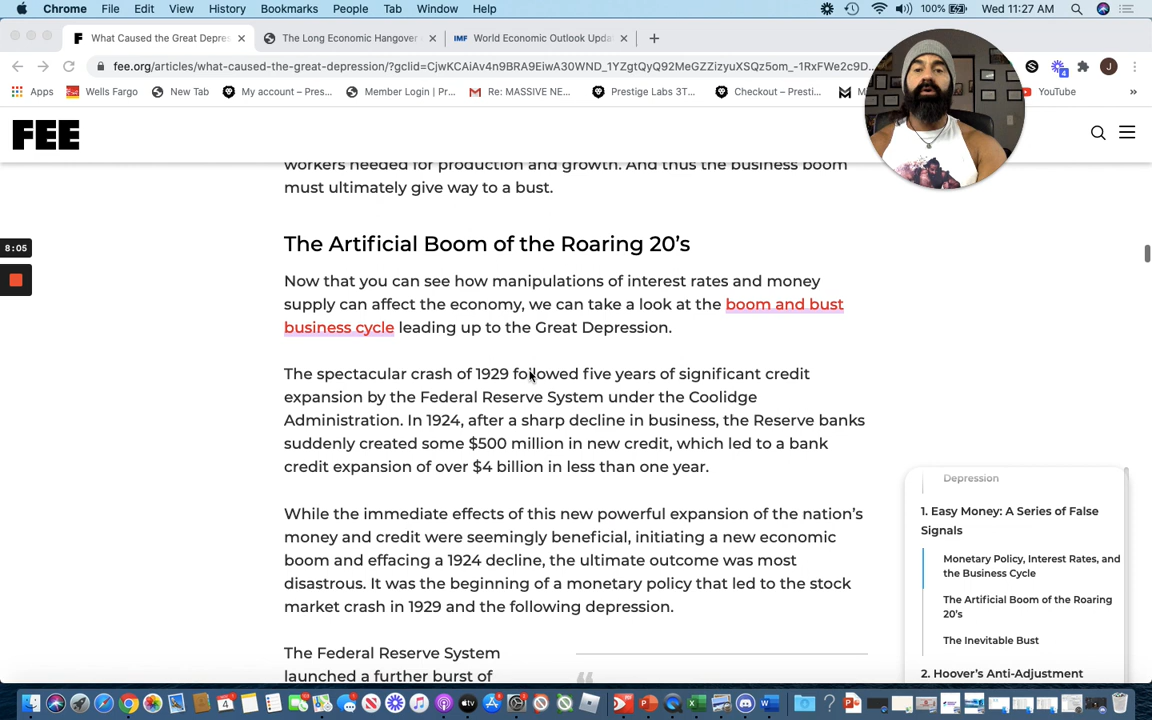 Chrome File Edit View History Bookmarks People Tab Window Help 100% Wed 11:27 AM
What Caused the Great Depres
The Long Economic Hangover
IMF World Economic Outlook Upda
fee.org/articles/what-caused-the-great-depression/?gclid=CjwKCAiAv4n9BRA9EiwA30WND_1YZgtQyQ92MeGZZizyuXSQz5om_-1RxFWe2c9D...
Apps Wells Fargo New Tab My account – Pres... Member Login | Pr... Re: MASSIVE NE... Prestige Labs 3T... Checkout – Presti... YouTube
FEE
workers needed for production and growth. And thus the business boom
must ultimately give way to a bust.
8:05
The Artificial Boom of the Roaring 20's
Now that you can see how manipulations of interest rates and money
supply can affect the economy, we can take a look at the boom and bust
business cycle leading up to the Great Depression.
The spectacular crash of 1929 followed five years of significant credit
expansion by the Federal Reserve System under the Coolidge
Administration. In 1924, after a sharp decline in business, the Reserve banks
suddenly created some $500 million in new credit, which led to a bank
credit expansion of over $4 billion in less than one year.
While the immediate effects of this new powerful expansion of the nation's
money and credit were seemingly beneficial, initiating a new economic
boom and effacing a 1924 decline, the ultimate outcome was most
disastrous. It was the beginning of a monetary policy that led to the stock
market crash in 1929 and the following depression.
The Federal Reserve System
launched a further burst of
Depression
1. Easy Money: A Series of False
Signals
Monetary Policy, Interest Rates, and
the Business Cycle
The Artificial Boom of the Roaring
20's
The Inevitable Bust
2. Hoover's Anti-Adjustment